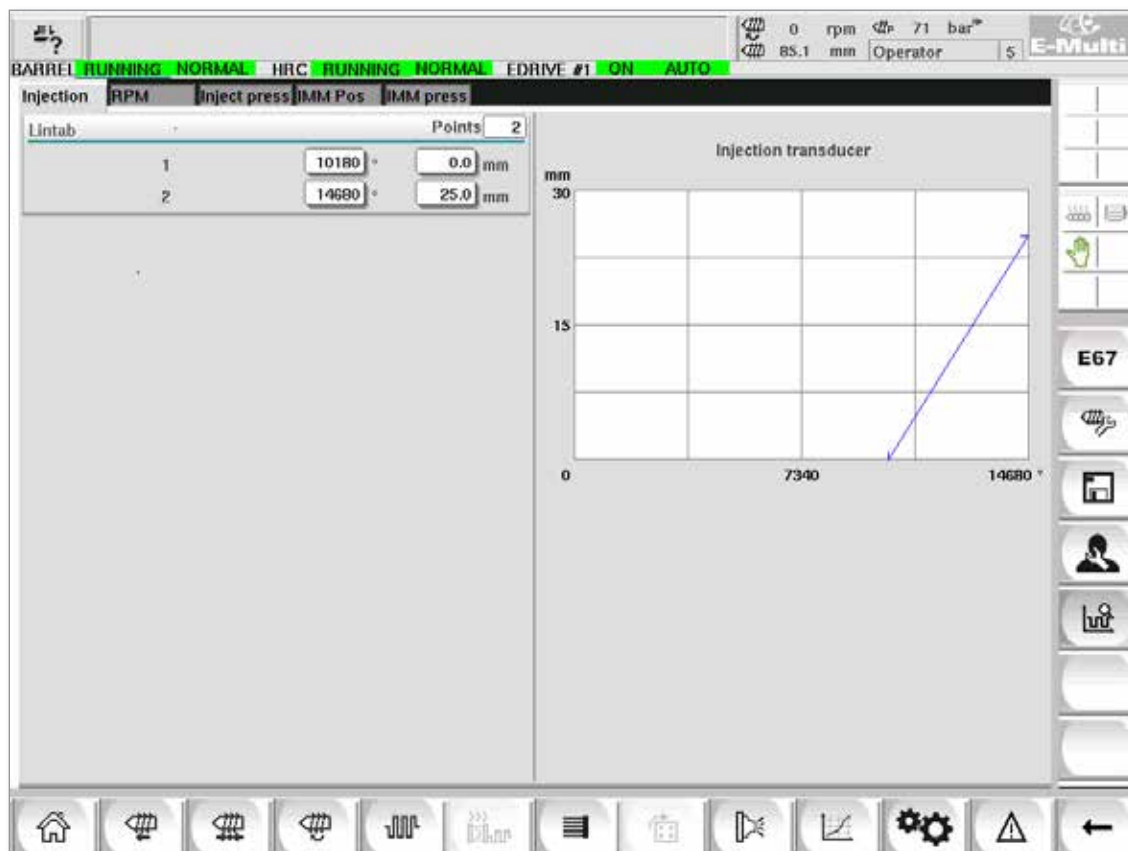 0 rpm 71 bar
85.1 mm Operator 5
E-Multi
BARREL RUNNING NORMAL HRC RUNNING NORMAL EDRIVE #1 ON AUTO
Injection RPM Inject press IMM Pos IMM press
Lintab Points 2
1 10180 ° 0.0 mm
2 14680 ° 25.0 mm
Injection transducer
mm
30
15
0 7340 14680 °
E67